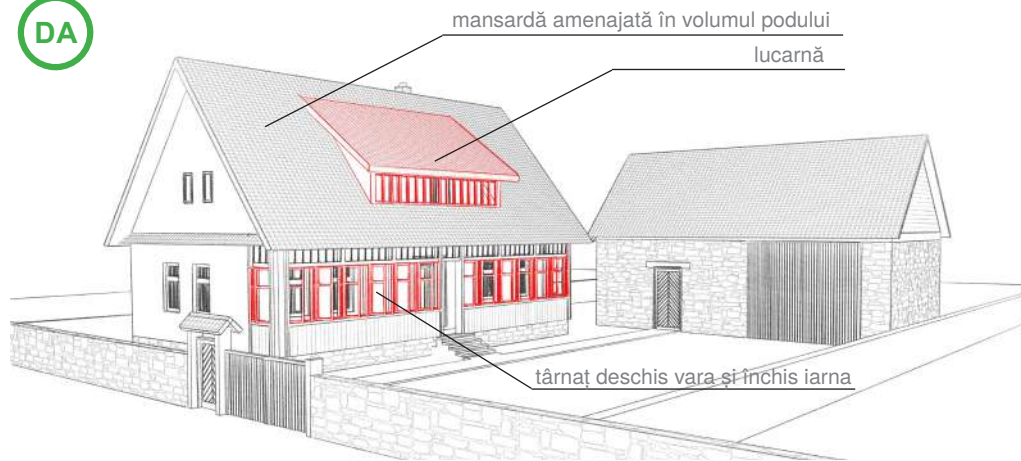 DA
mansardă amenajată în volumul podului
lucarnă
târnaț deschis vara și închis iarna